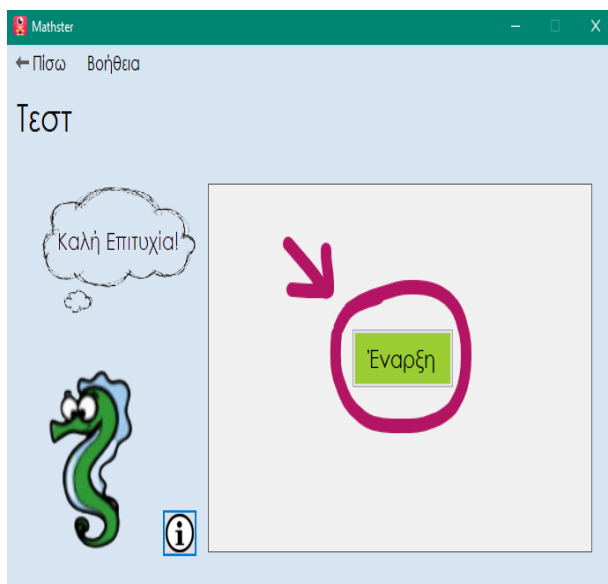 Mathster
Πίσω Βοήθεια
Τεστ
Καλή Επιτυχία!
Έναρξη
i